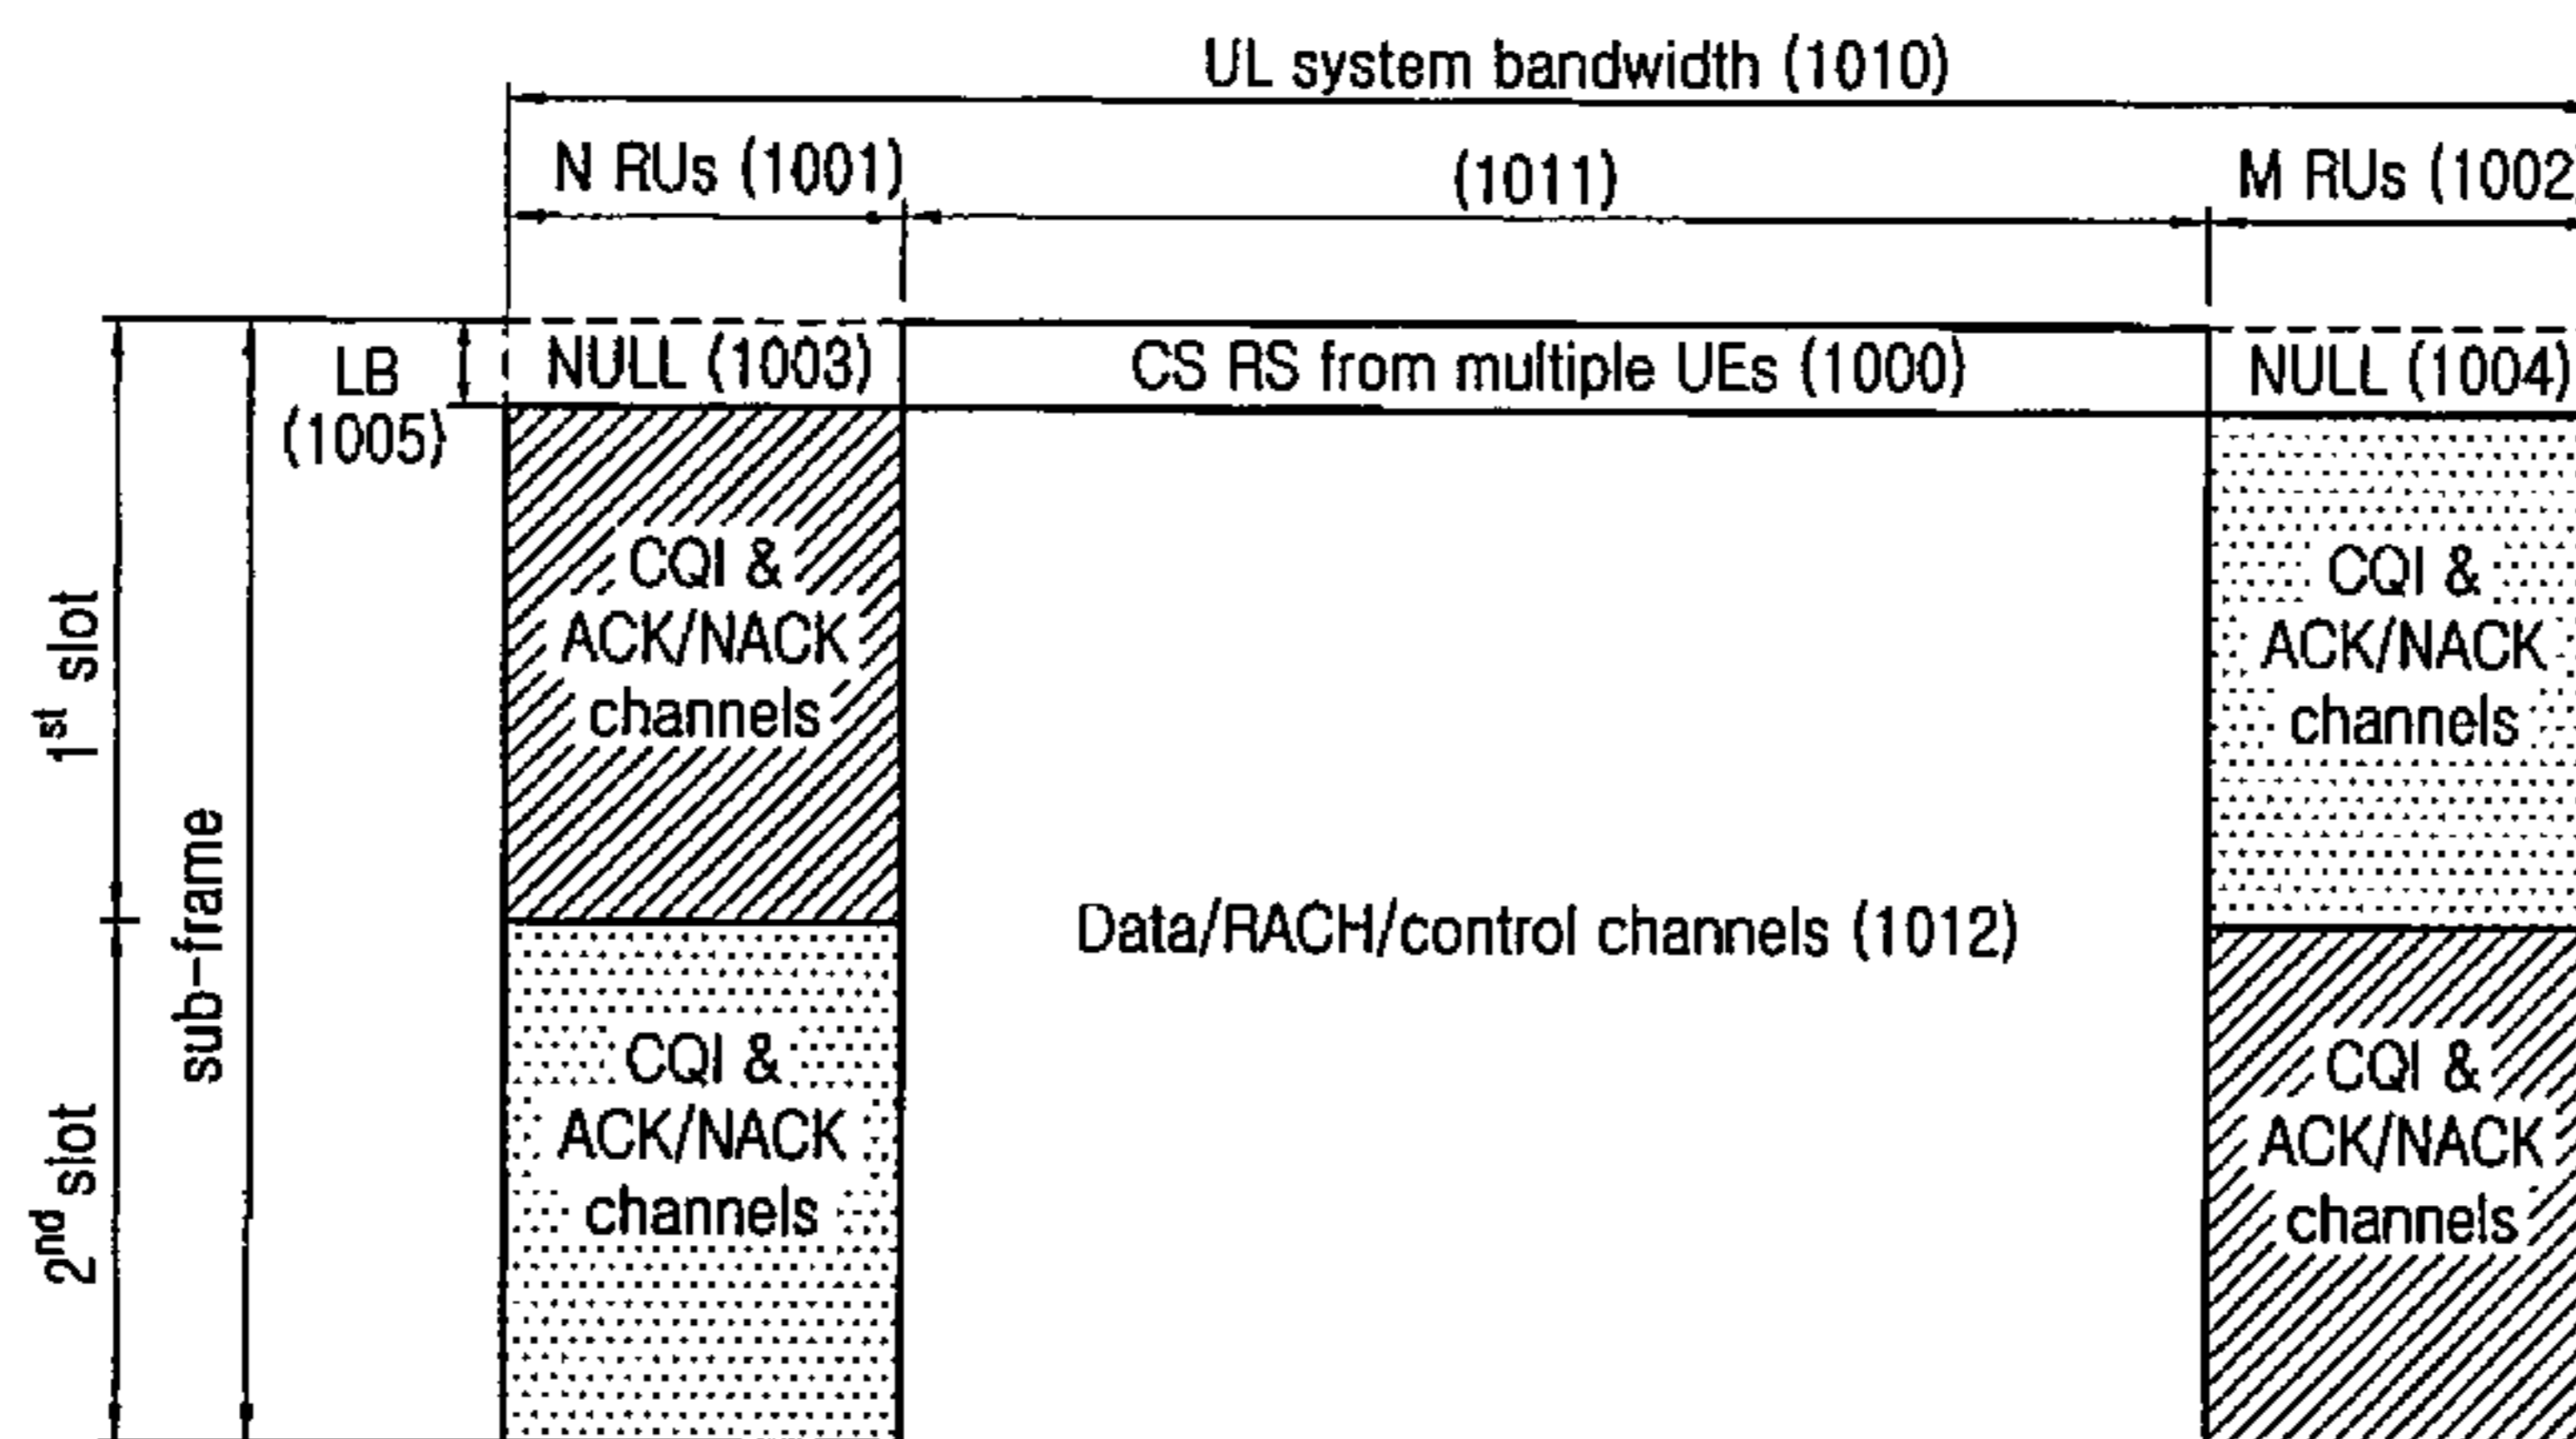 UL system bandwidth (1010)
N RUs (1001)
(1011)
M RUs (1002
LB
(1005)
NULL (1003)
CS RS from multiple UEs (1000)
NULL (1004)
1st slot
sub-frame
2nd slot
CQI &
ACK/NACK
channels
CQI &
ACK/NACK
channels
Data/RACH/control channels (1012)
CQI &
ACK/NACK
channels
CQI &
ACK/NACK
channels